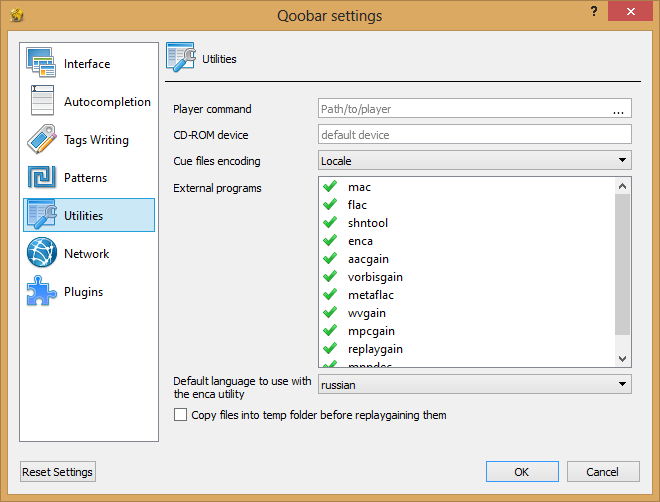 Qoobar settings
?
Interface
Autocompletion
Tags Writing
Patterns
Utilities
Network
Plugins
Utilities
Player command
Path/to/player
...
CD-ROM device
default device
Cue files encoding
Locale
External programs
mac
flac
shntool
enca
aacgain
vorbisgain
metaflac
wvgain
mpcgain
replaygain
Default language to use with
the enca utility
russian
Copy files into temp folder before replaygaining them
Reset Settings
OK
Cancel